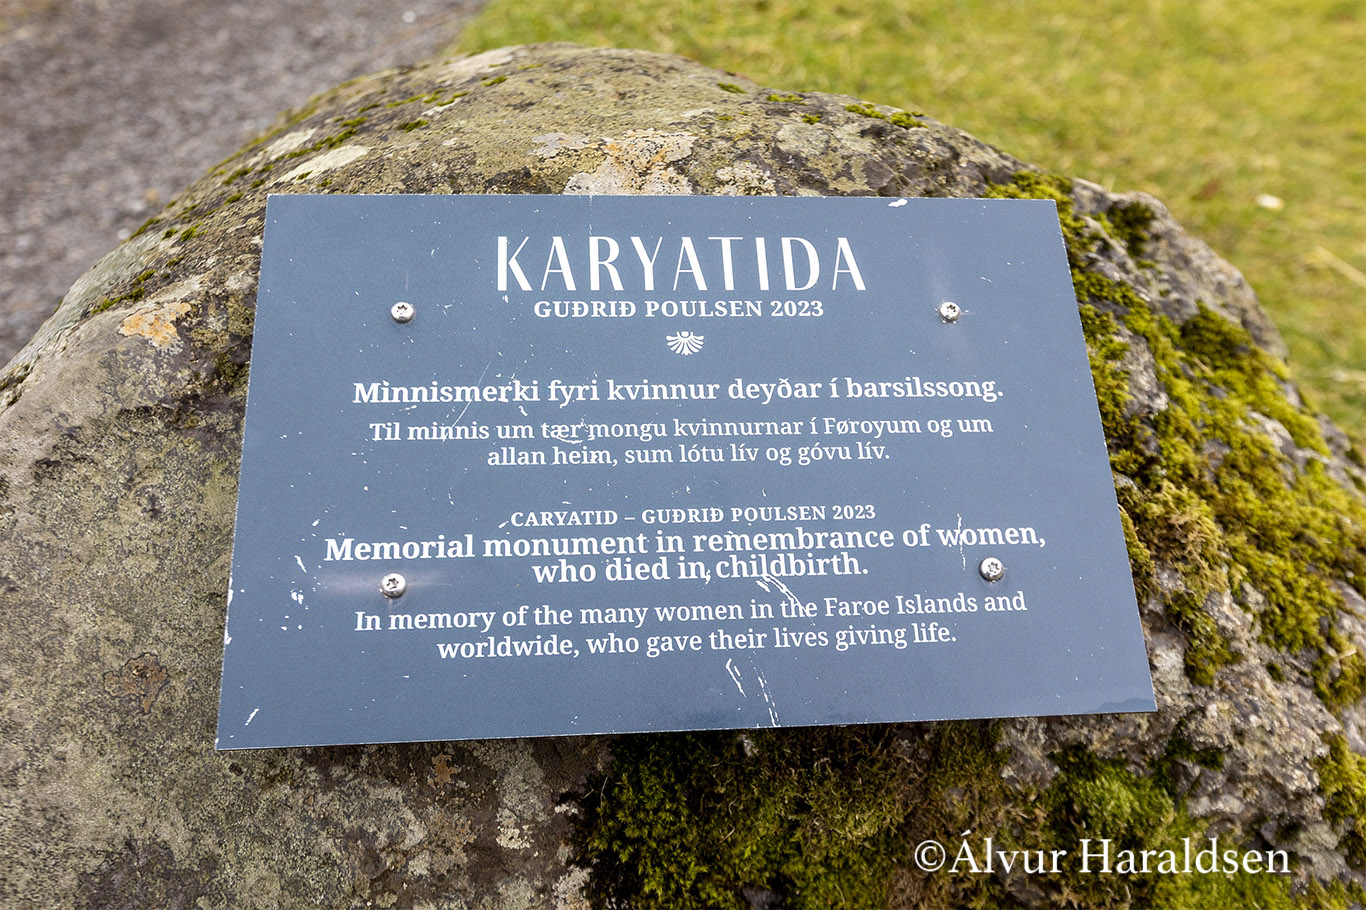 KARYATIDA
GUÐRIÐ POULSEN 2023
Minnismerki fyri kvinnur deyðar í barsilssong.
Til minnis um tær mongu kvinnurnar í Føroyum og um
allan heim, sum lótu lív og góvu lív.
CARYATID – GUÐRIÐ POULSEN 2023
Memorial monument in remembrance of women,
who died in childbirth.
In memory of the many women in the Faroe Islands and
worldwide, who gave their lives giving life.
©Álvur Haraldsen